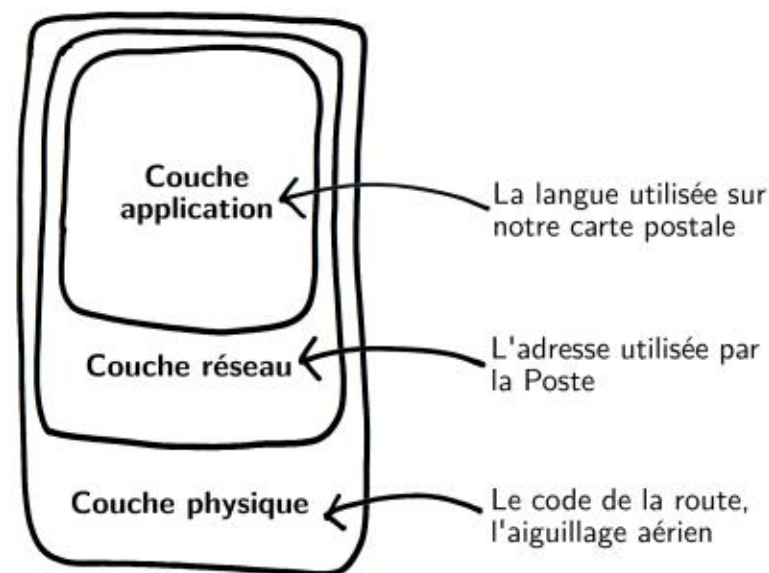 Couche
application
La langue utilisée sur
notre carte postale
Couche réseau
L'adresse utilisée par
la Poste
Couche physique
Le code de la route,
l'aiguillage aérien